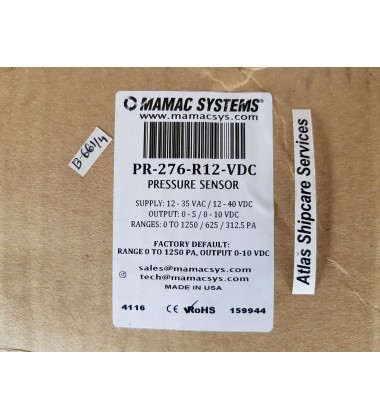 MAMAC SYSTEMS®
www.mamacsys.com
PR-276-R12-VDC
PRESSURE SENSOR
SUPPLY: 12 - 35 VAC / 12 - 40 VDC
OUTPUT: 0 - 5 / 0 - 10 VDC
RANGES: 0 TO 1250 / 625 / 312.5 PA
FACTORY DEFAULT:
RANGE 0 TO 1250 PA, OUTPUT 0-10 VDC
sales@mamacsys.com
tech@mamacsys.com
MADE IN USA
4116 CE RoHS 159944
B-661/4
Atlas Shipcare Services